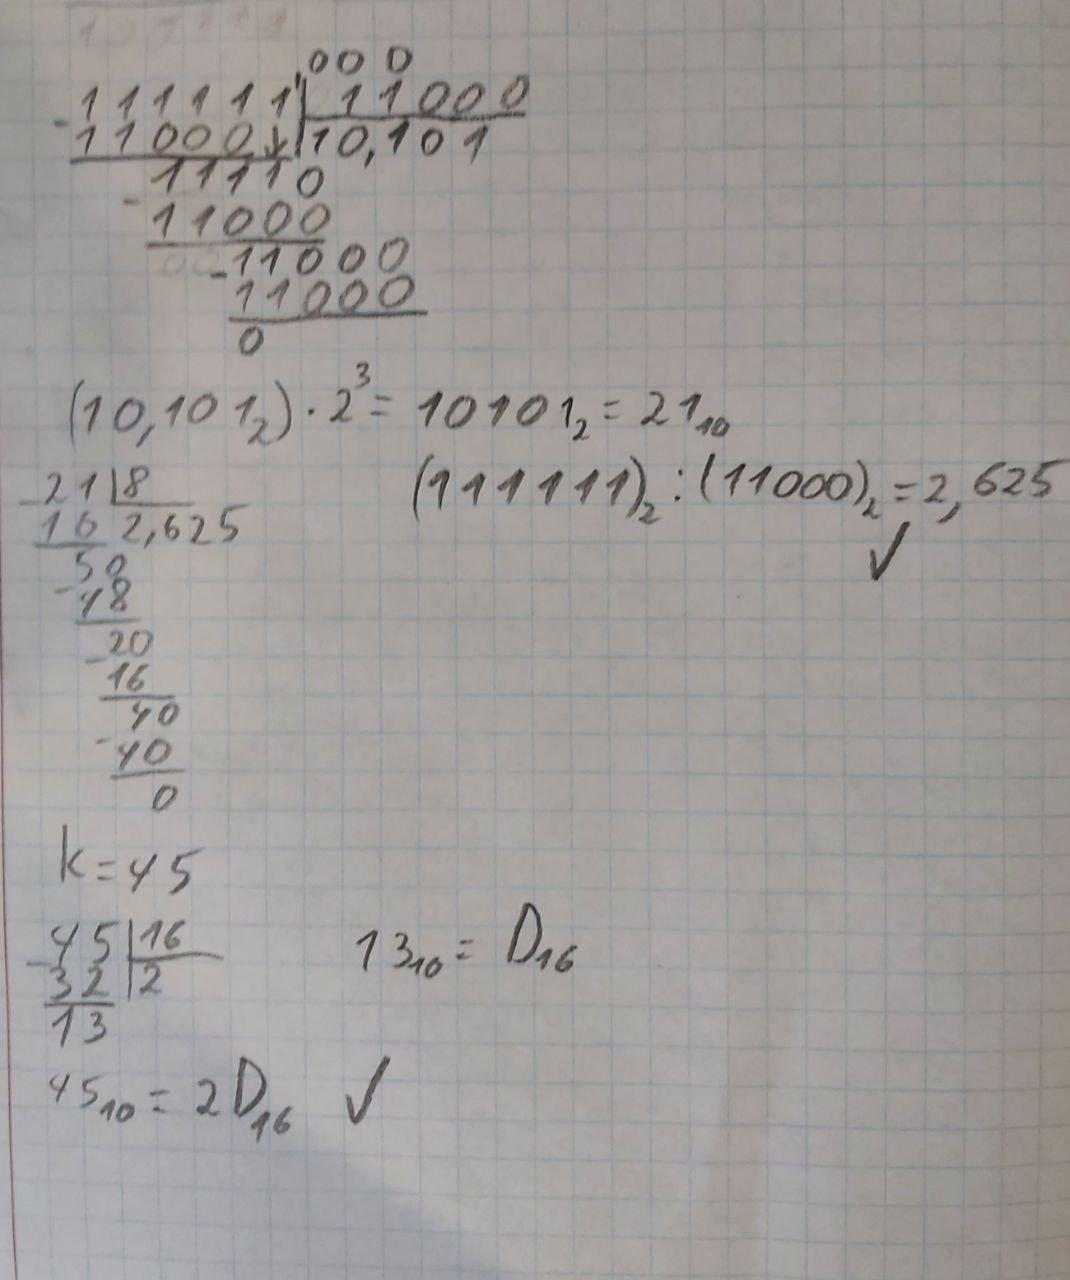 000
- 111111 | 11000
11000↓ | 10,101
11110
- 11000
- 11000
11000
0
(10,101₂) · 2³ = 10101₂ = 21₁₀
- 21 | 8
16 2,625
50
- 48
20
- 16
40
- 40
0
(111111)₂ : (11000)₂ = 2,625
✓
k = 45
- 45 | 16
32 | 2
13
13₁₀ = D₁₆
45₁₀ = 2D₁₆ ✓